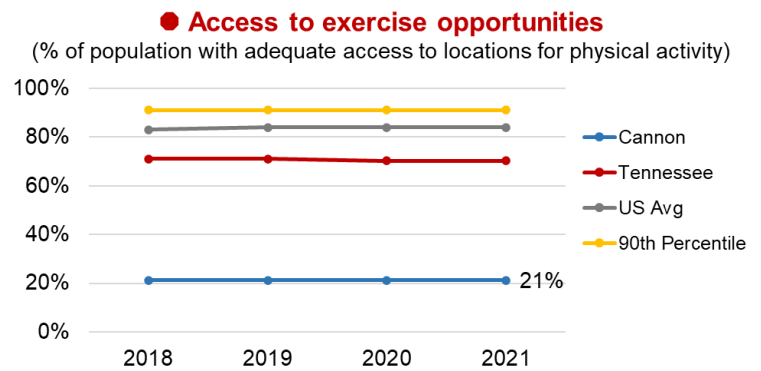 Access to exercise opportunities
(% of population with adequate access to locations for physical activity)
100%
80%
60%
40%
20%
0%
21%
2018 2019 2020 2021
Cannon
Tennessee
US Avg
90th Percentile